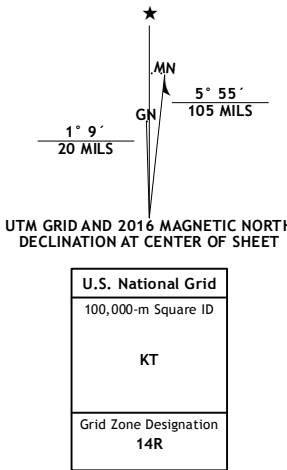 ★
MN
GN
5° 55´
105 MILS
1° 9´
20 MILS
UTM GRID AND 2016 MAGNETIC NORTH
DECLINATION AT CENTER OF SHEET
U.S. National Grid
100,000-m Square ID
KT
Grid Zone Designation
14R